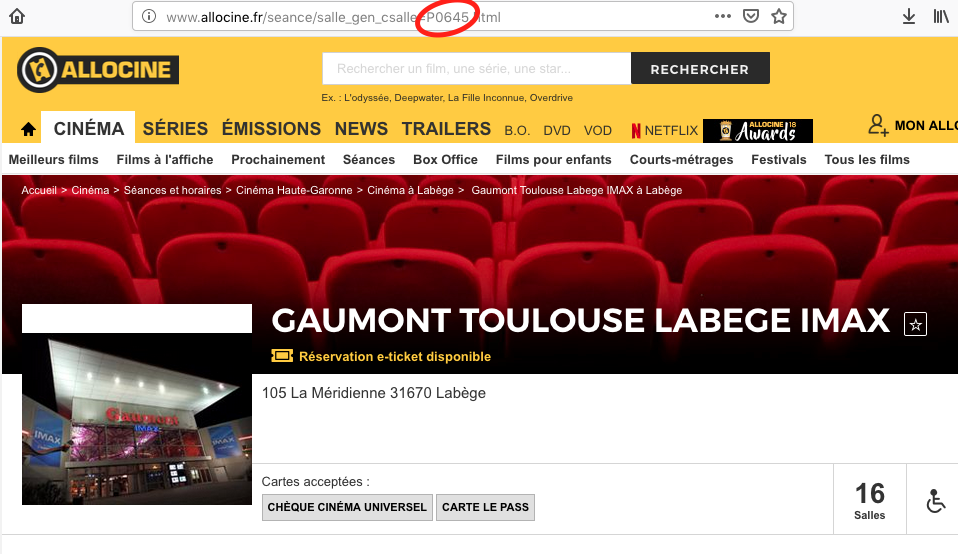 www.allocine.fr/seance/salle_gen_csalle=P0645.html
ALLOCINE
Rechercher un film, une série, une star...
RECHERCHER
Ex. : L'odyssée, Deepwater, La Fille Inconnue, Overdrive
CINÉMA SÉRIES ÉMISSIONS NEWS TRAILERS B.O. DVD VOD N NETFLIX ALLOCINE'18 Awards MON ALLO
Meilleurs films Films à l'affiche Prochainement Séances Box Office Films pour enfants Courts-métrages Festivals Tous les films
Accueil > Cinéma > Séances et horaires > Cinéma Haute-Garonne > Cinéma à Labège > Gaumont Toulouse Labege IMAX à Labège
GAUMONT TOULOUSE LABEGE IMAX
Réservation e-ticket disponible
105 La Méridienne 31670 Labège
Gaumont
IMAX
IMAX
IMAX
Cartes acceptées :
CHÈQUE CINÉMA UNIVERSEL CARTE LE PASS
16
Salles